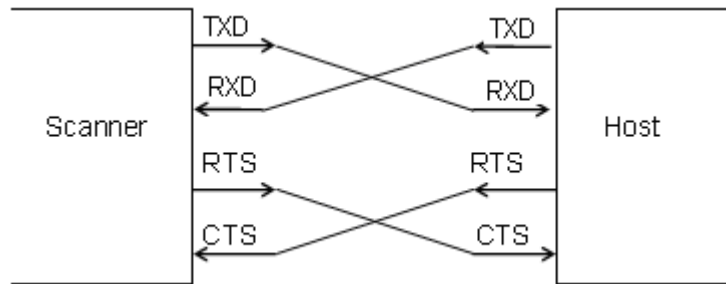 TXD TXD
RXD RXD
Scanner Host
RTS RTS
CTS CTS